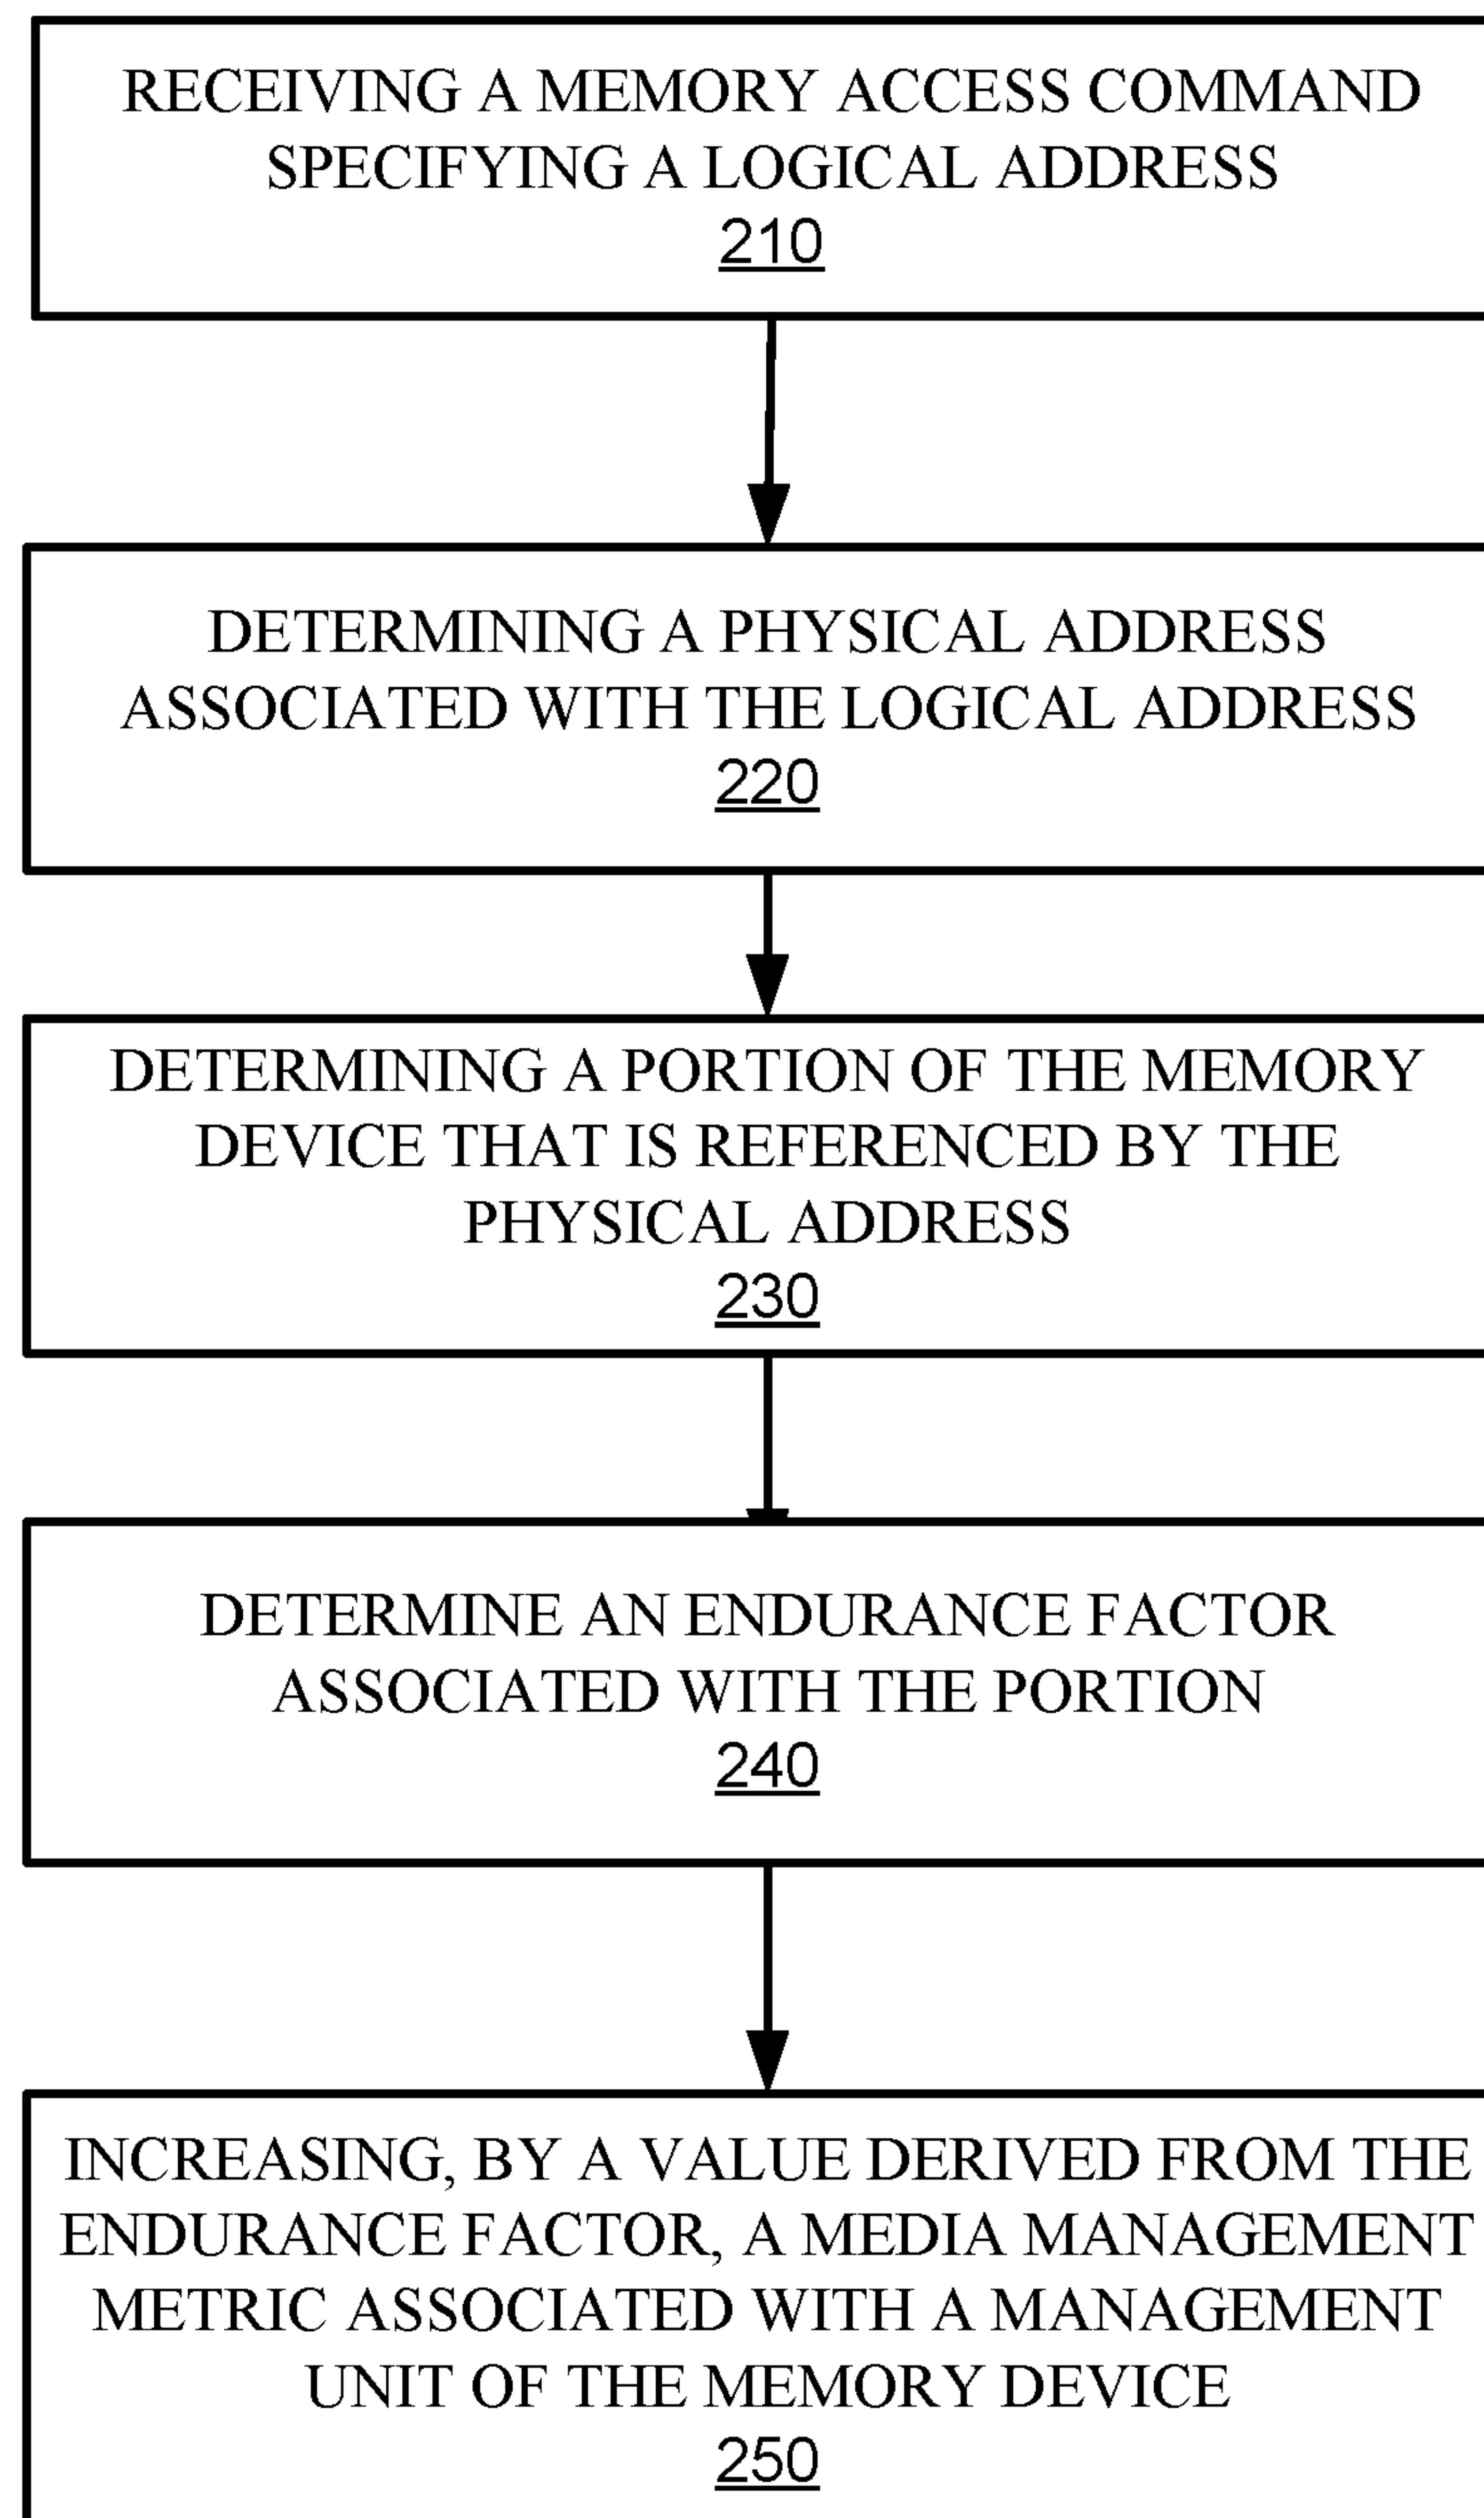 RECEIVING A MEMORY ACCESS COMMAND
SPECIFYING A LOGICAL ADDRESS
210
DETERMINING A PHYSICAL ADDRESS
ASSOCIATED WITH THE LOGICAL ADDRESS
220
DETERMINING A PORTION OF THE MEMORY
DEVICE THAT IS REFERENCED BY THE
PHYSICAL ADDRESS
230
DETERMINE AN ENDURANCE FACTOR
ASSOCIATED WITH THE PORTION
240
INCREASING, BY A VALUE DERIVED FROM THE
ENDURANCE FACTOR, A MEDIA MANAGEMENT
METRIC ASSOCIATED WITH A MANAGEMENT
UNIT OF THE MEMORY DEVICE
250